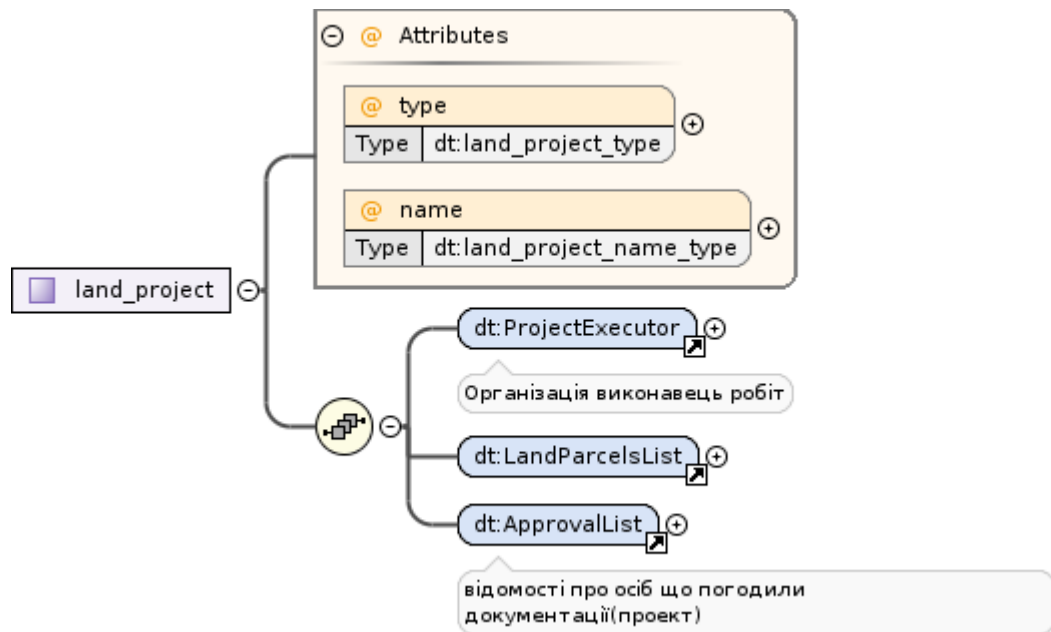 @ Attributes
@ type
Type dt:land_project_type
@ name
Type dt:land_project_name_type
land_project
dt:ProjectExecutor
Організація виконавець робіт
dt:LandParcelsList
dt:ApprovalList
відомості про осіб що погодили
документації(проект)